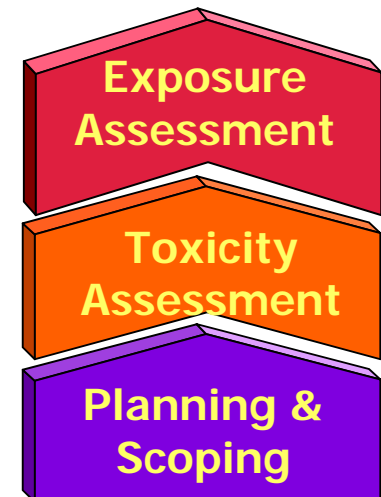 Exposure
Assessment
Toxicity
Assessment
Planning &
Scoping